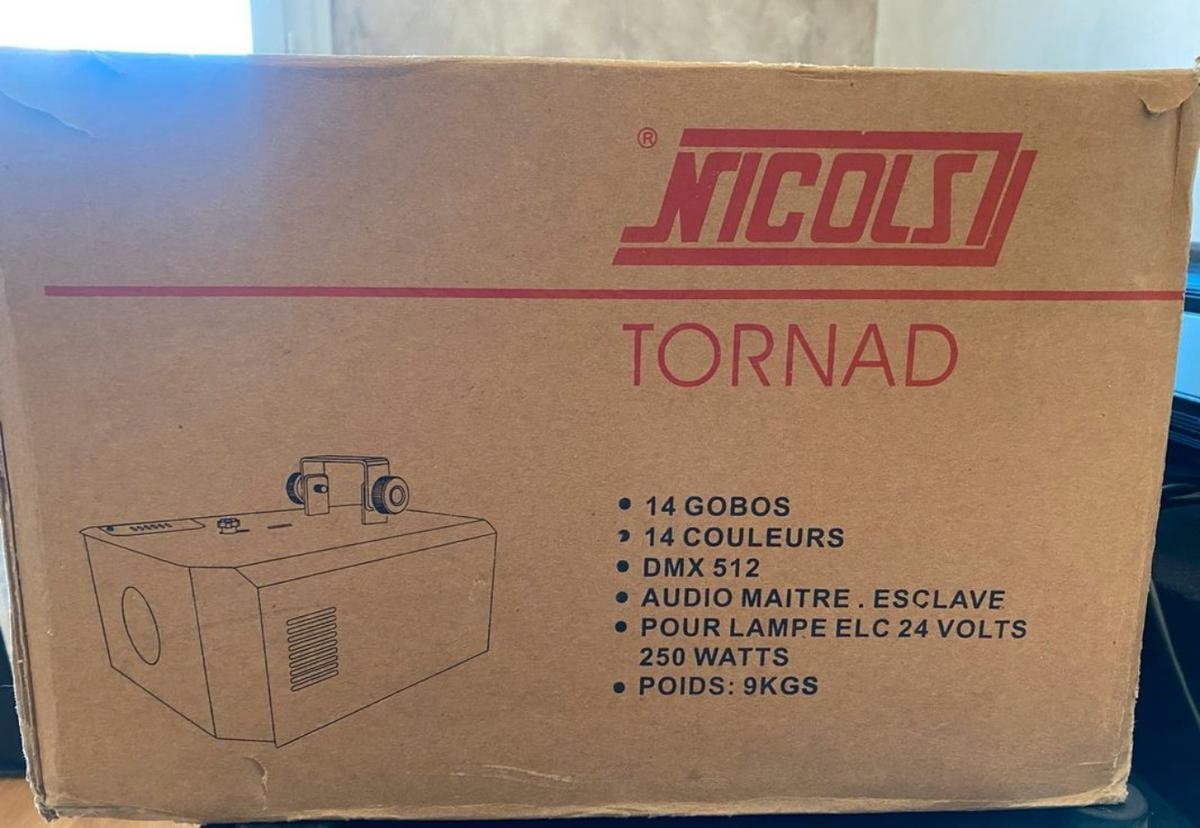 ®
NICOLS
TORNAD
• 14 GOBOS
• 14 COULEURS
• DMX 512
• AUDIO MAITRE . ESCLAVE
• POUR LAMPE ELC 24 VOLTS
250 WATTS
• POIDS: 9KGS